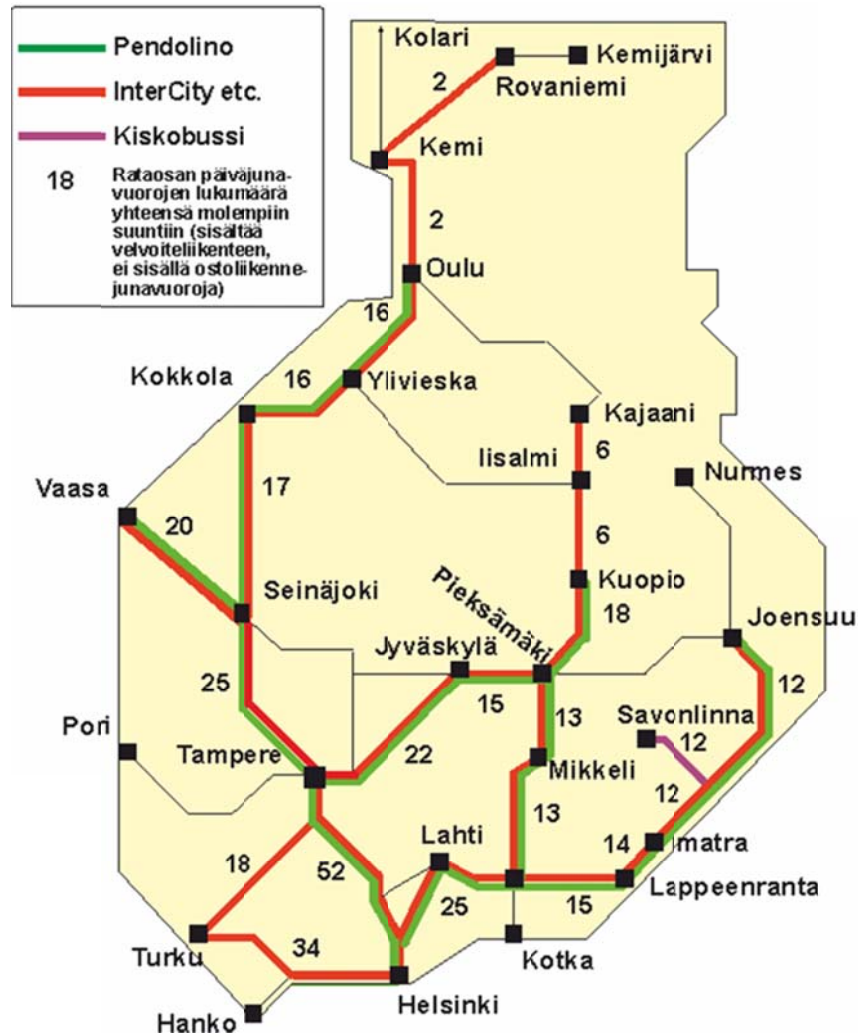 Pendolino
InterCity etc.
Kiskobussi
18
Rataosan päiväjuna-
vuorojen lukumäärä
yhteensä molempiin
suuntiin (sisältää
velvoiteliikenteen,
ei sisällä ostoliikenne-
junavuoroja)
Kolari
Kemijärvi
Rovaniemi
2
Kemi
2
Oulu
16
Kokkola
16
Ylivieska
Kajaani
6
Iisalmi
Nurmes
17
Vaasa
20
6
Kuopio
Seinäjoki
Pieksämäki
18
Joensuu
Jyväskylä
25
15
12
13
Savonlinna
Pori
12
Tampere
22
Mikkeli
12
13
Lahti
14
Imatra
18
52
25
15
Lappeenranta
34
Turku
Kotka
Helsinki
Hanko